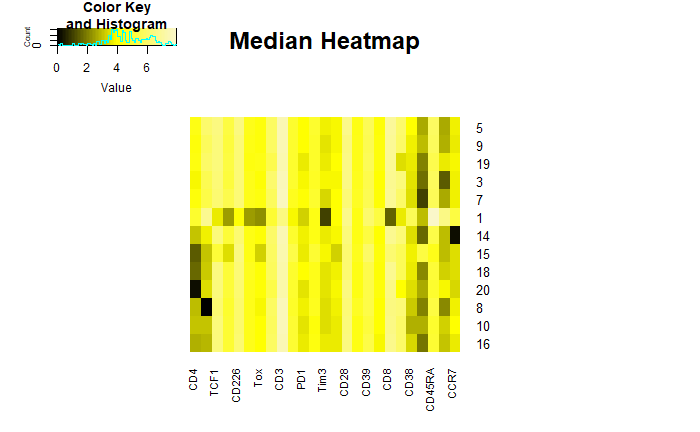 Color Key
and Histogram
Median Heatmap
Count
0
0 2 4 6
Value
5
9
19
3
7
1
14
15
18
20
8
10
16
CD4 TCF1 CD226 Tox CD3 PD1 Tim3 CD28 CD39 CD8 CD38 CD45RA CCR7